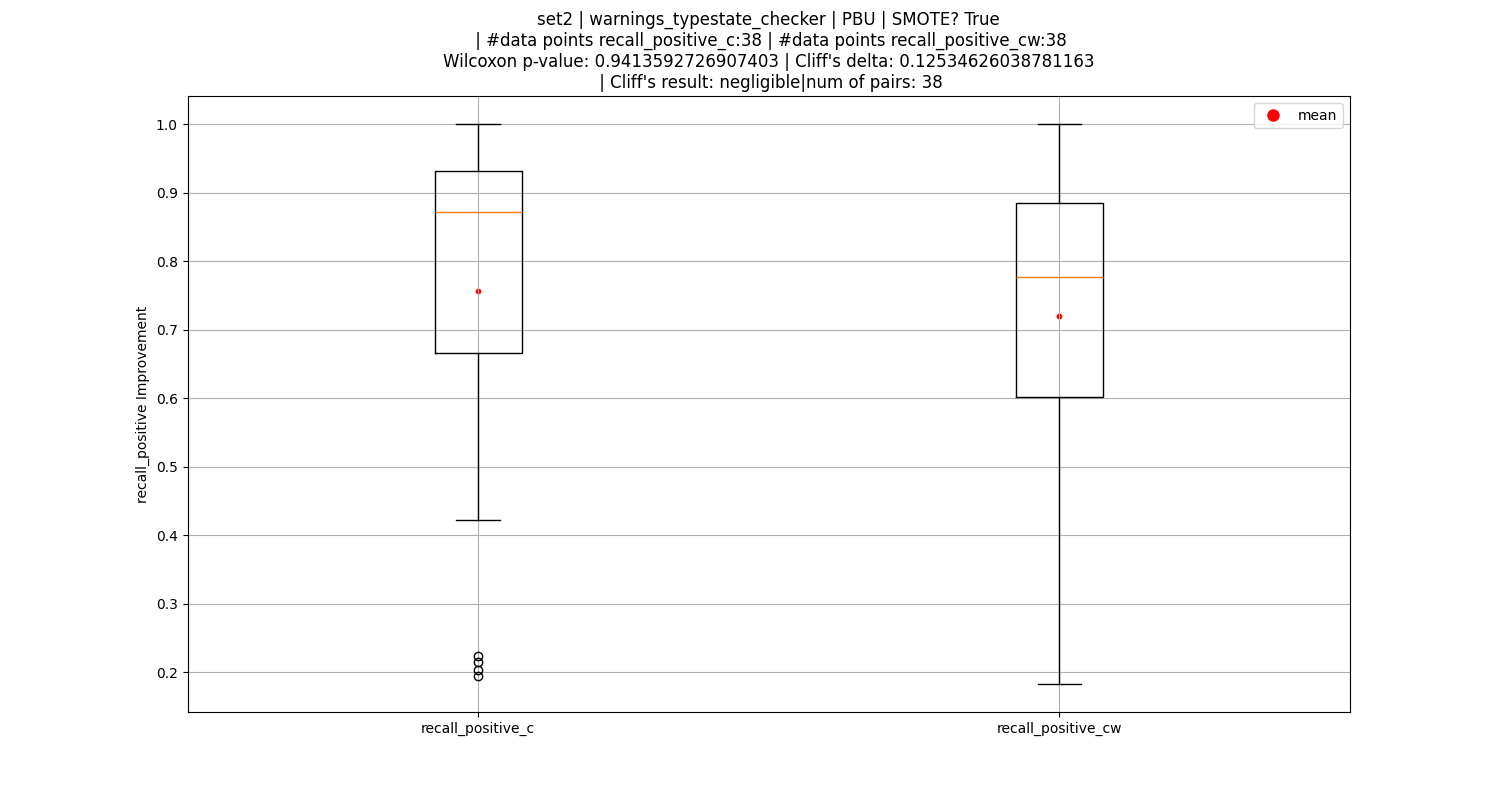 set2 | warnings_typestate_checker | PBU | SMOTE? True
| #data points recall_positive_c:38 | #data points recall_positive_cw:38
Wilcoxon p-value: 0.9413592726907403 | Cliff's delta: 0.12534626038781163
| Cliff's result: negligible|num of pairs: 38
mean
1.0
0.9
0.8
0.7
0.6
0.5
0.4
0.3
0.2
recall_positive Improvement
recall_positive_c
recall_positive_cw